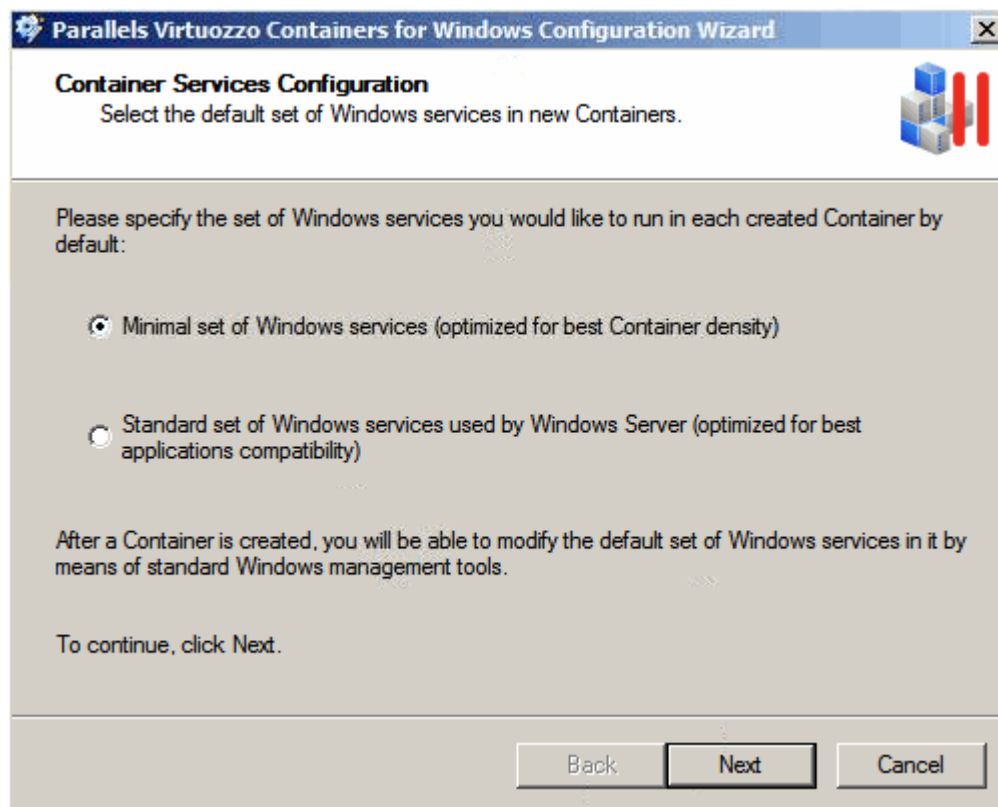 Parallels Virtuozzo Containers for Windows Configuration Wizard
Container Services Configuration
Select the default set of Windows services in new Containers.
Please specify the set of Windows services you would like to run in each created Container by
default:
Minimal set of Windows services (optimized for best Container density)
Standard set of Windows services used by Windows Server (optimized for best
applications compatibility)
After a Container is created, you will be able to modify the default set of Windows services in it by
means of standard Windows management tools.
To continue, click Next.
Back
Next
Cancel